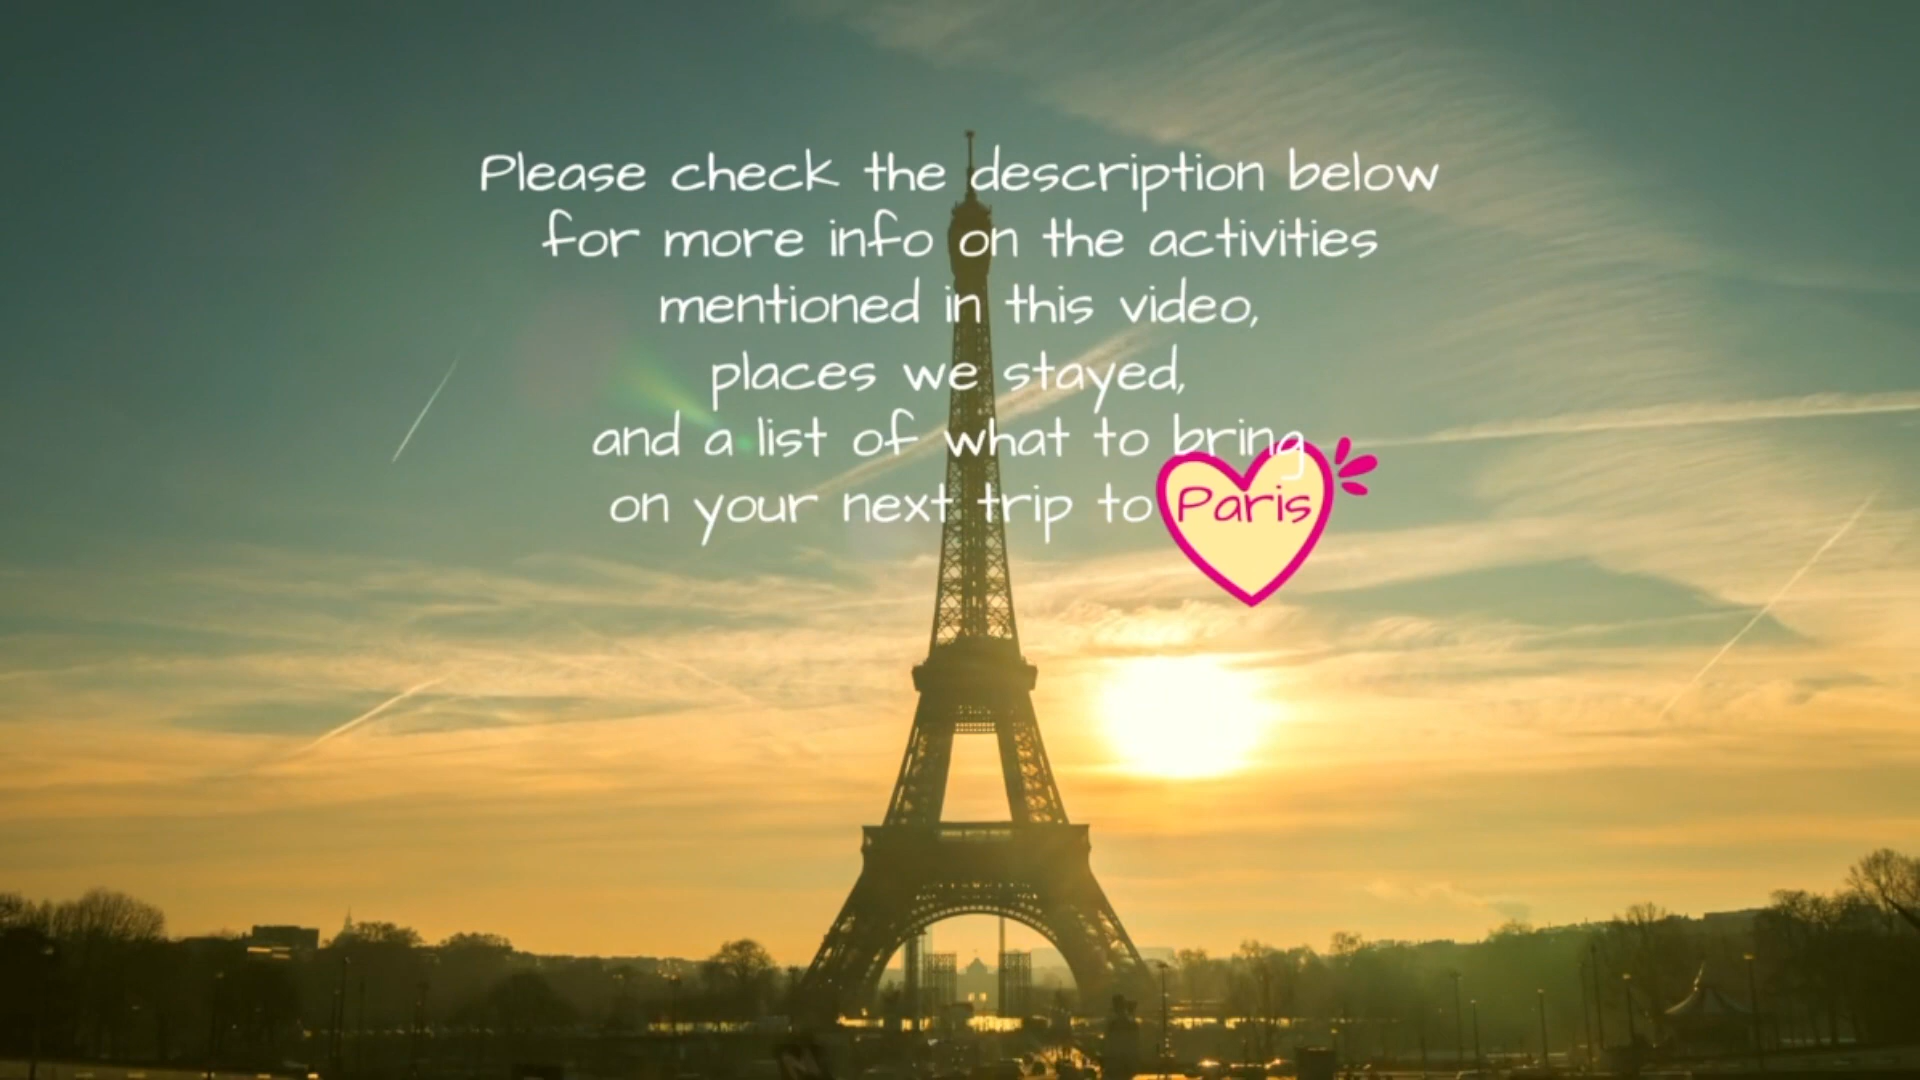 Please check the description below
for more info on the activities
mentioned in this video,
places we stayed,
and a list of what to bring
on your next trip to Paris